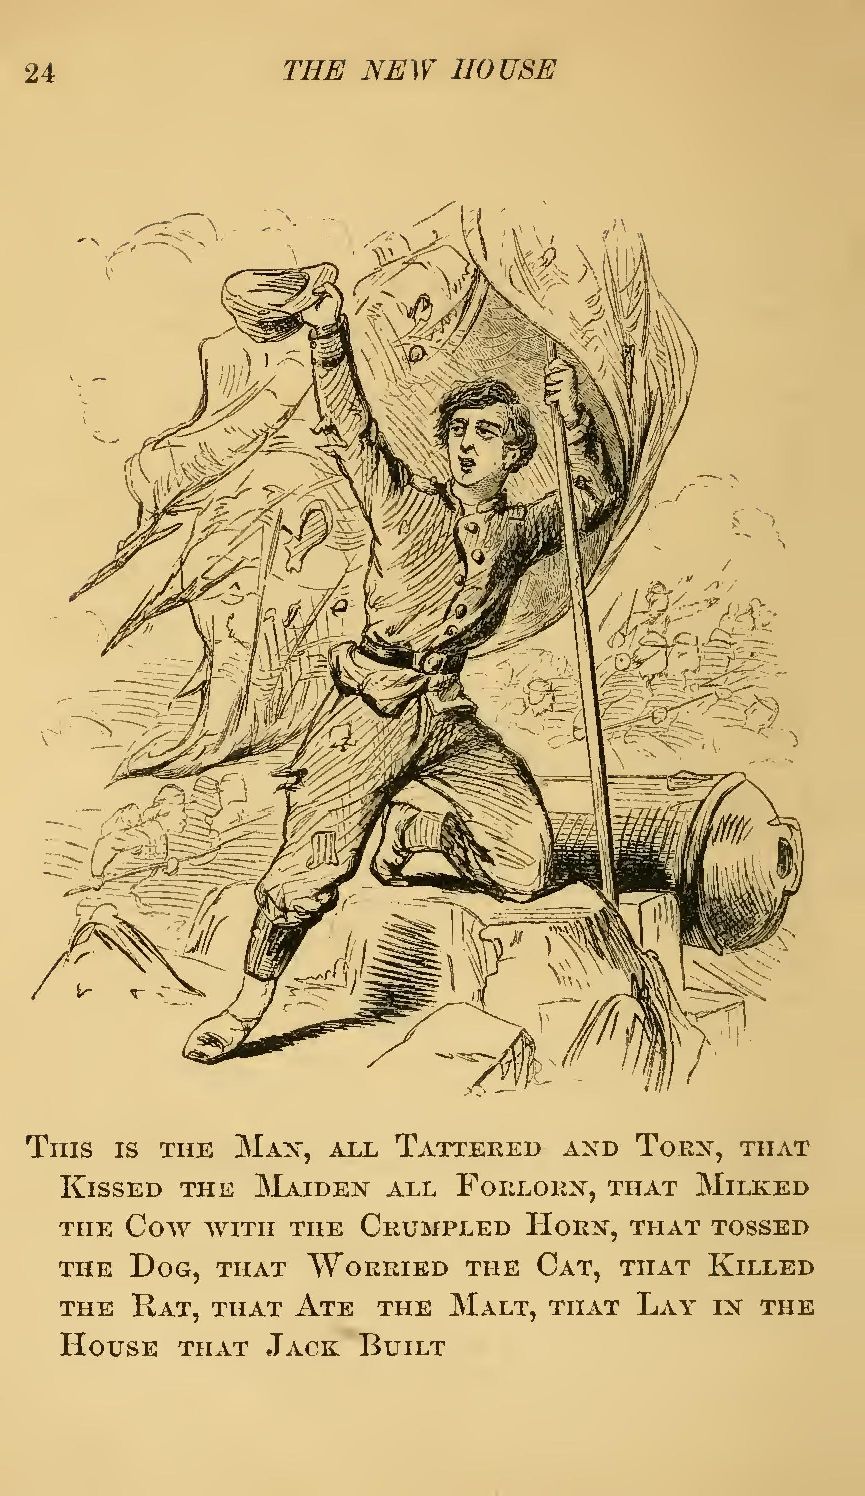 24 THE NEW HOUSE
THIS IS THE MAN, ALL TATTERED AND TORN, THAT
KISSED THE MAIDEN ALL FORLORN, THAT MILKED
THE COW WITH THE CRUMPLED HORN, THAT TOSSED
THE DOG, THAT WORRIED THE CAT, THAT KILLED
THE RAT, THAT ATE THE MALT, THAT LAY IN THE
HOUSE THAT JACK BUILT